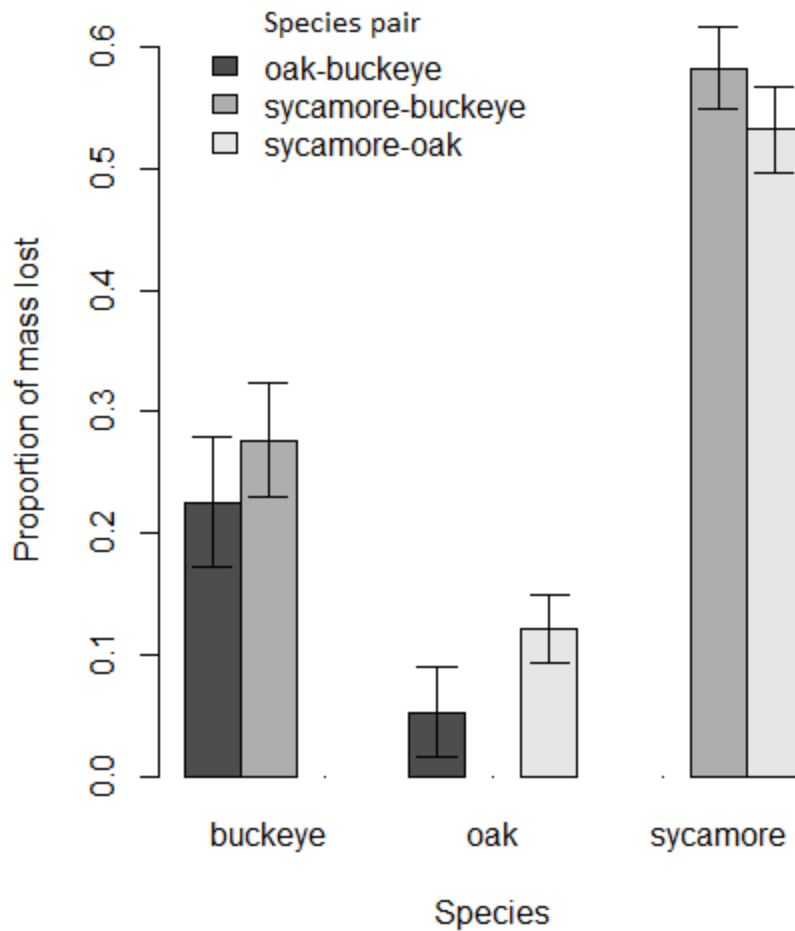 Species pair
oak-buckeye
sycamore-buckeye
sycamore-oak
Proportion of mass lost
0.6
0.5
0.4
0.3
0.2
0.1
0.0
buckeye oak sycamore
Species